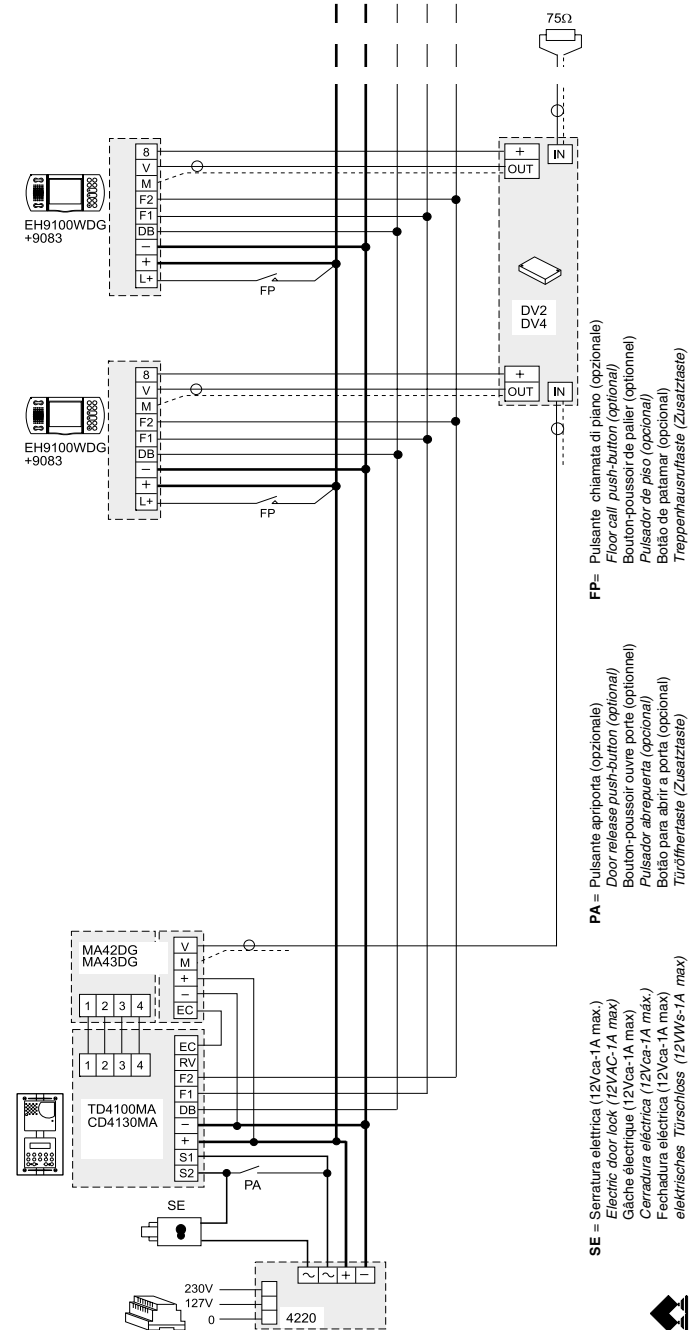 75Ω
8
V
M
F2
F1
DB
−
+
L+
EH9100WDG
+9083
FP
+
OUT
IN
DV2
DV4
+
OUT
IN
8
V
M
F2
F1
DB
−
+
L+
EH9100WDG
+9083
FP
MA42DG
MA43DG
V
M
+
−
EC
1 2 3 4
1 2 3 4
EC
RV
F2
F1
DB
−
+
S1
S2
TD4100MA
CD4130MA
PA
SE
~ ~ + −
230V
127V
0
4220
FP= Pulsante chiamata di piano (opzionale)
Floor call push-button (optional)
Bouton-poussoir de palier (optionnel)
Pulsador de piso (opcional)
Botão de patamar (opcional)
Treppenhausruftaste (Zusatztaste)
PA = Pulsante apriporta (opzionale)
Door release push-button (optional)
Bouton-poussoir ouvre porte (optionnel)
Pulsador abrepuerta (opcional)
Botão para abrir a porta (opcional)
Türöffnertaste (Zusatztaste)
SE = Serratura elettrica (12Vca-1A max.)
Electric door lock (12VAC-1A max)
Gâche électrique (12Vca-1A max)
Cerradura eléctrica (12Vca-1A máx.)
Fechadura eléctrica (12Vca-1A max)
elektrisches Türschloss (12VWs-1A max)